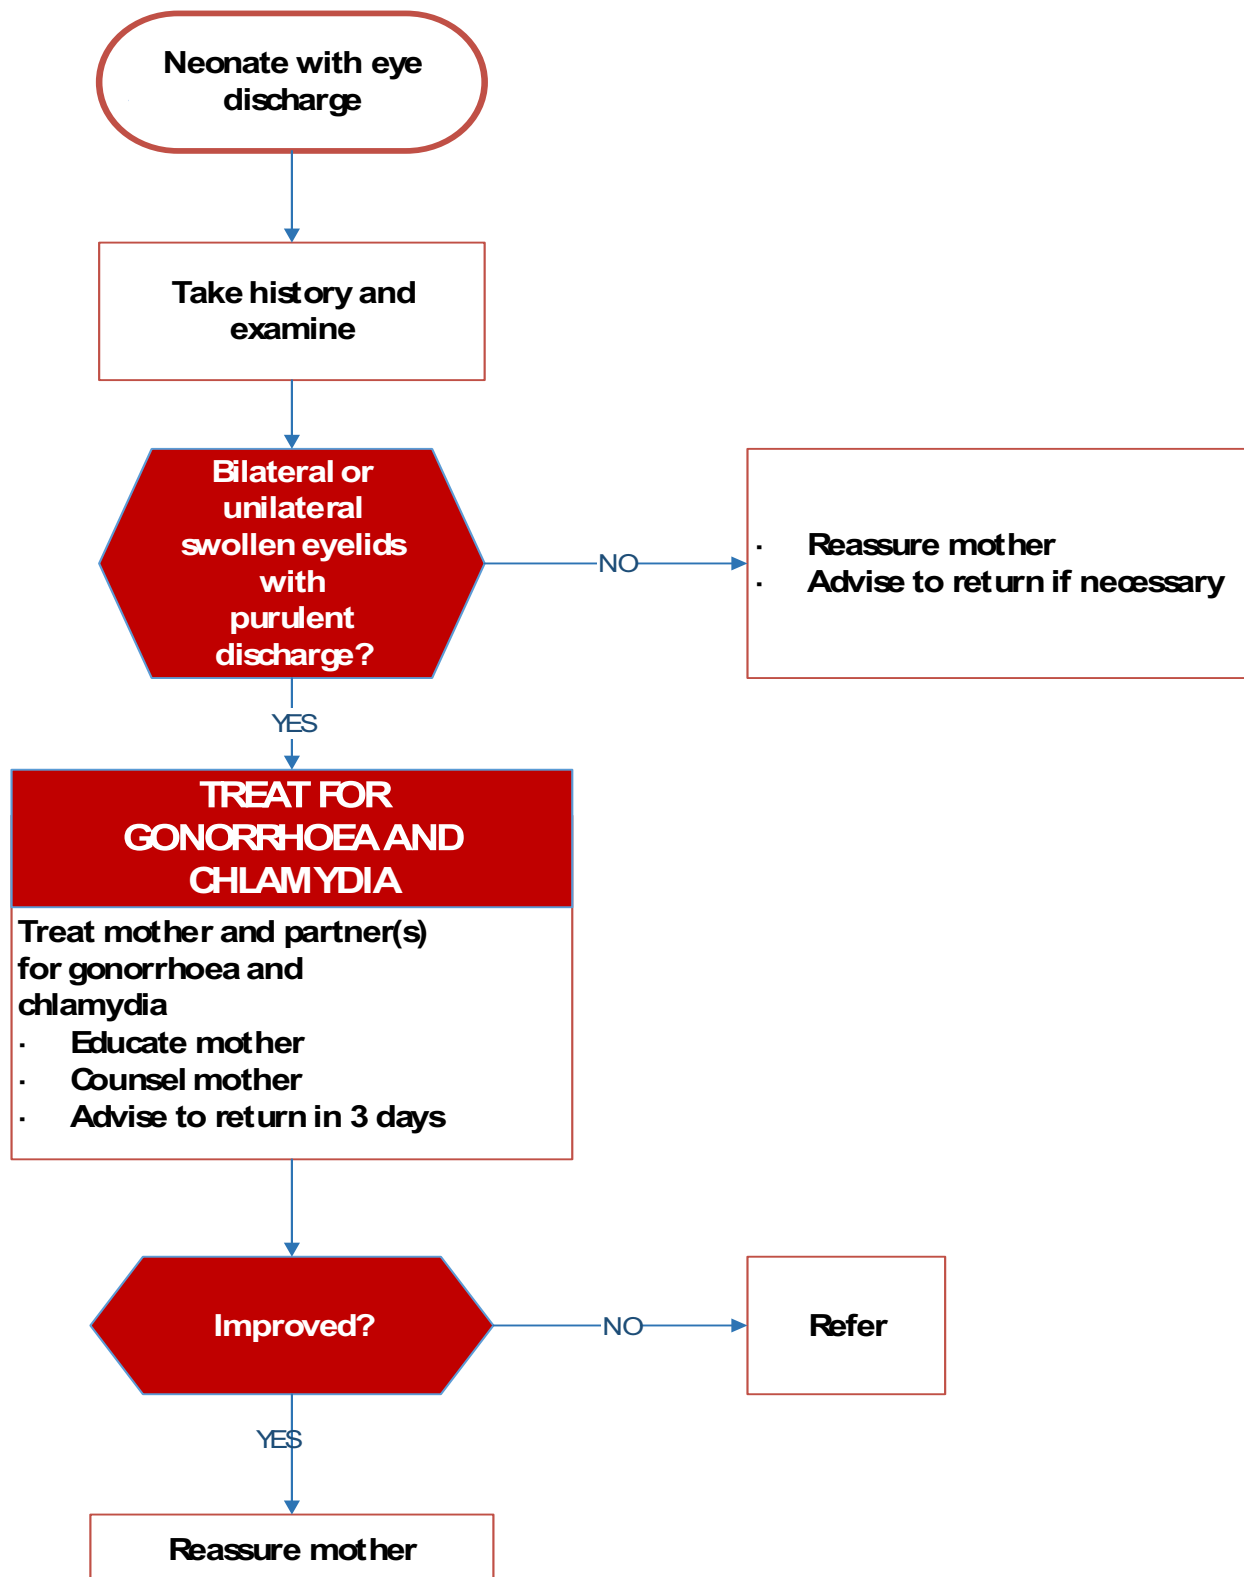 Neonate with eye
discharge
Take history and
examine
Bilateral or
unilateral
swollen eyelids
with
purulent
discharge?
NO
· Reassure mother
· Advise to return if necessary
YES
TREAT FOR
GONORRHOEA AND
CHLAMYDIA
Treat mother and partner(s)
for gonorrhoea and
chlamydia
· Educate mother
· Counsel mother
· Advise to return in 3 days
Improved?
NO
Refer
YES
Reassure mother